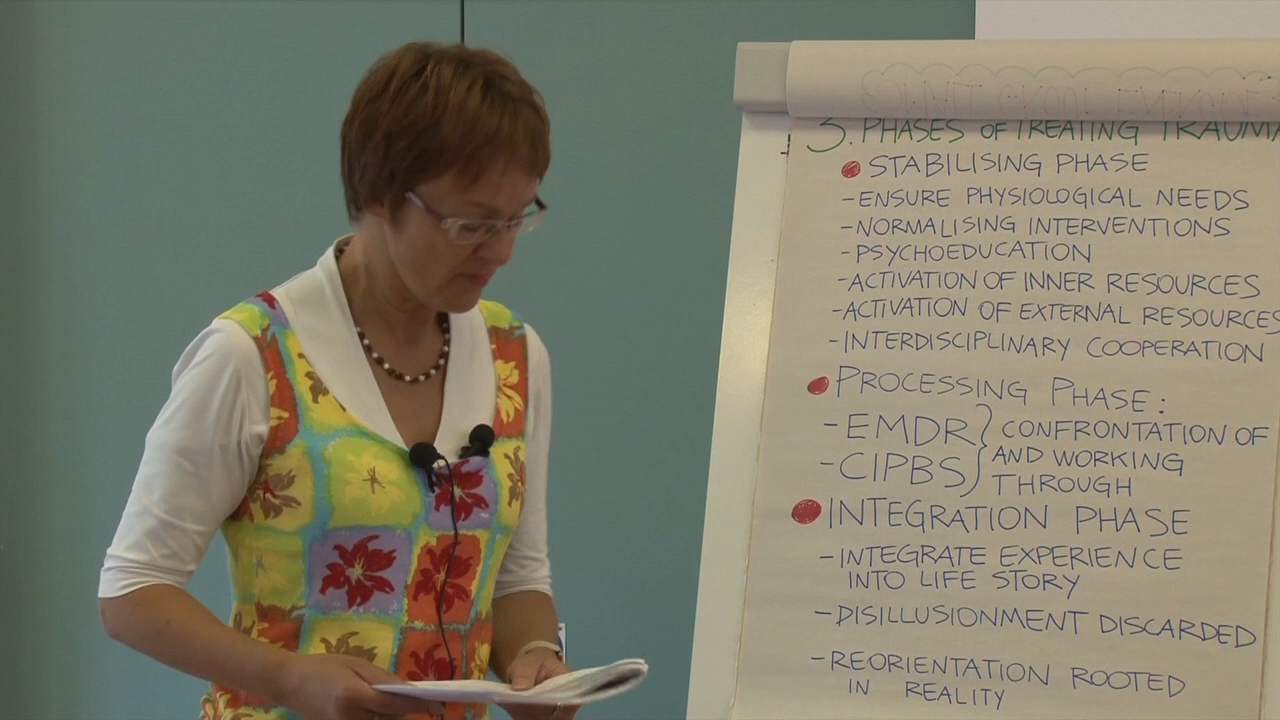 3. PHASES OF TREATING TRAUMA
STABILISING PHASE
-ENSURE PHYSIOLOGICAL NEEDS
-NORMALISING INTERVENTIONS
-PSYCHOEDUCATION
-ACTIVATION OF INNER RESOURCES
-ACTIVATION OF EXTERNAL RESOURCES
-INTERDISCIPLINARY COOPERATION
PROCESSING PHASE:
-EMDR } CONFRONTATION OF
-CIPBS } AND WORKING
THROUGH
INTEGRATION PHASE
-INTEGRATE EXPERIENCE
INTO LIFE STORY
-DISILLUSIONMENT DISCARDED
-REORIENTATION ROOTED
IN REALITY